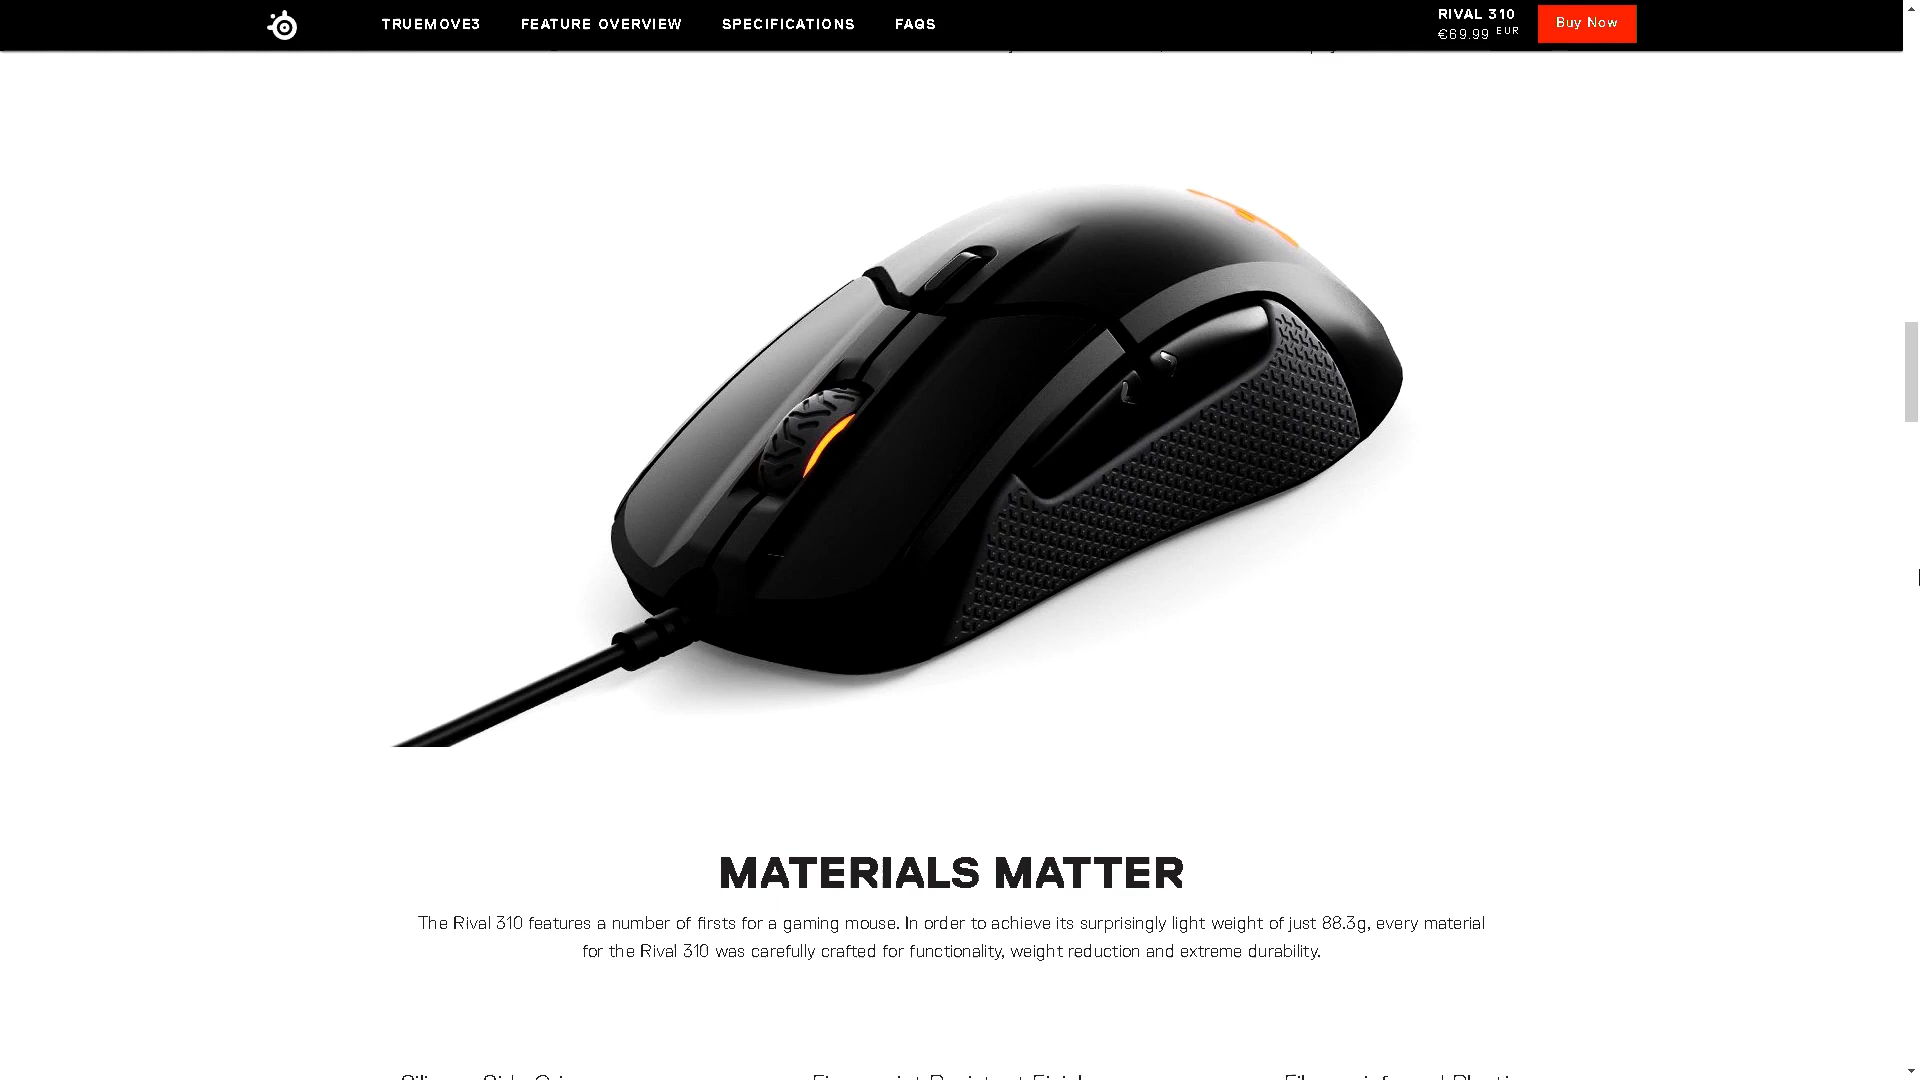 TRUEMOVE3
FEATURE OVERVIEW
SPECIFICATIONS
FAQS
RIVAL 310
€69.99 EUR
Buy Now
MATERIALS MATTER
The Rival 310 features a number of firsts for a gaming mouse. In order to achieve its surprisingly light weight of just 88.3g, every material
for the Rival 310 was carefully crafted for functionality, weight reduction and extreme durability.